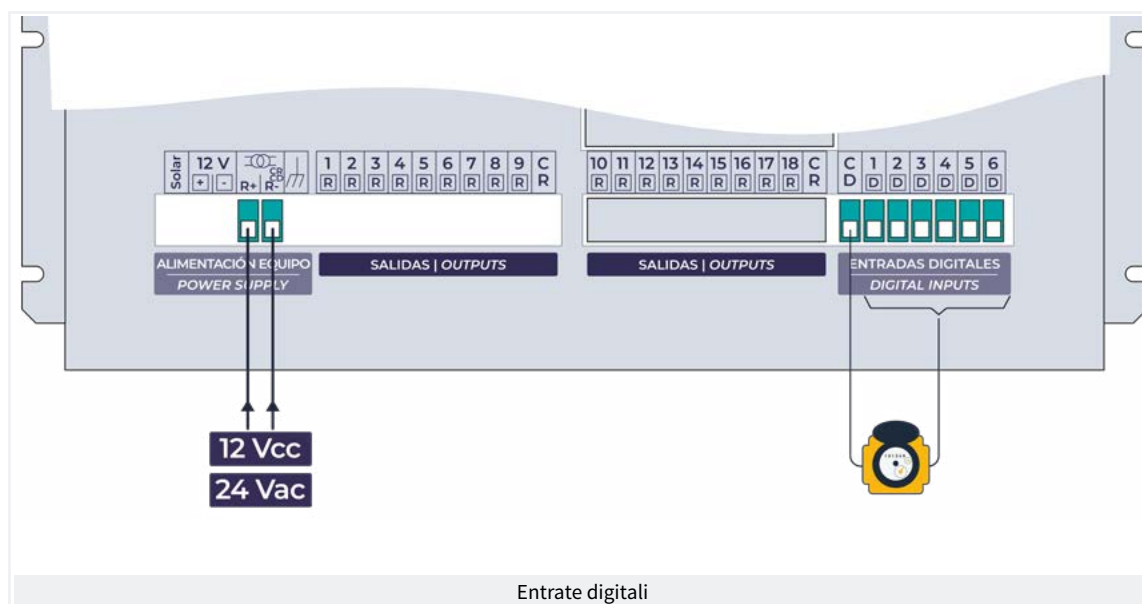 Solar 12 V + - R+ R- CR CD
1 2 3 4 5 6 7 8 9 C R
R R R R R R R R R
10 11 12 13 14 15 16 17 18 C R
R R R R R R R R R
C D 1 2 3 4 5 6
D D D D D D
ALIMENTACIÓN EQUIPO
POWER SUPPLY
SALIDAS | OUTPUTS
SALIDAS | OUTPUTS
ENTRADAS DIGITALES
DIGITAL INPUTS
12 Vcc
24 Vac
Entrate digitali